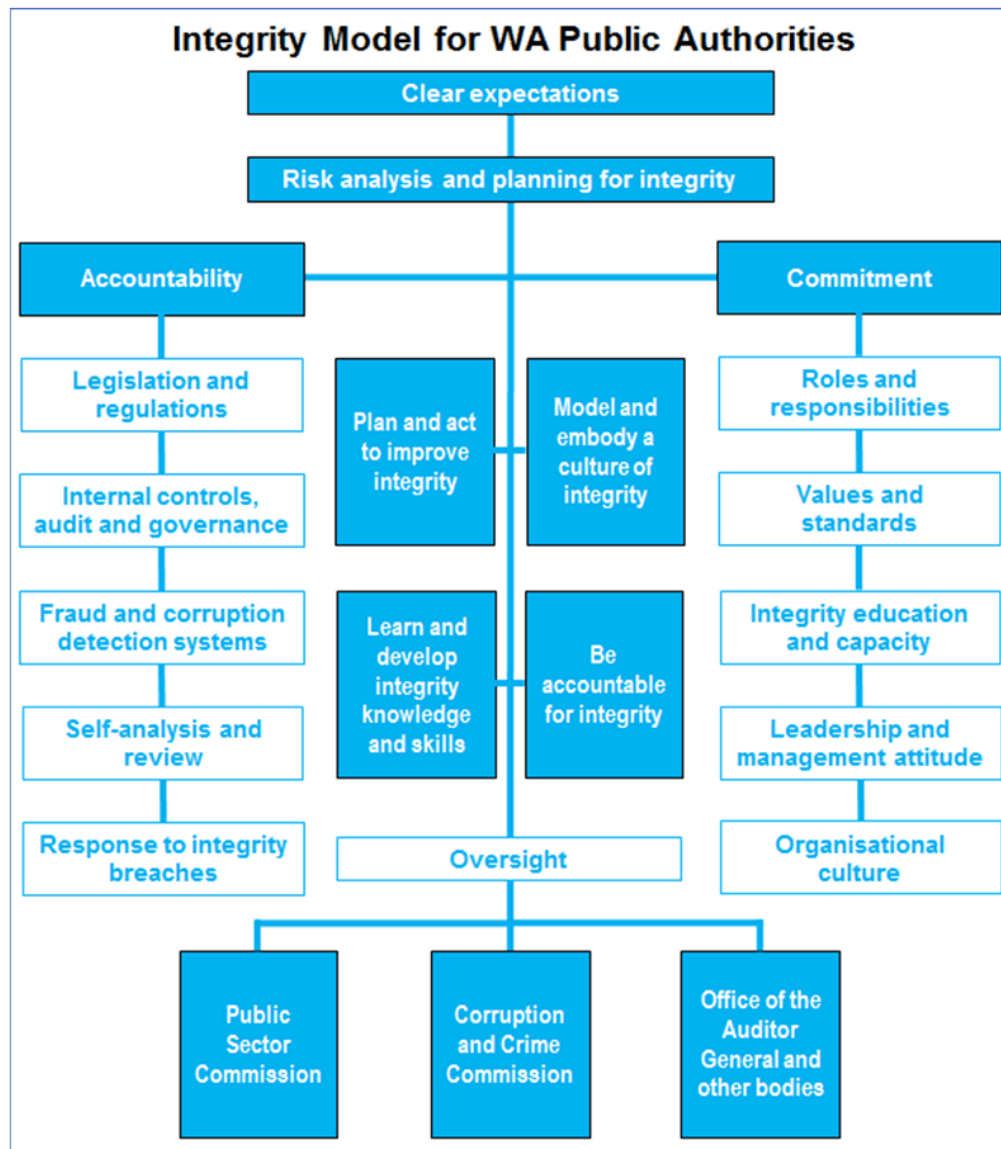 Integrity Model for WA Public Authorities
Clear expectations
Risk analysis and planning for integrity
Accountability
Legislation and
regulations
Internal controls,
audit and governance
Fraud and corruption
detection systems
Self-analysis and
review
Response to integrity
breaches
Plan and act
to improve
integrity
Model and
embody a
culture of
integrity
Learn and
develop
integrity
knowledge
and skills
Be
accountable
for integrity
Commitment
Roles and
responsibilities
Values and
standards
Integrity education
and capacity
Leadership and
management attitude
Organisational
culture
Oversight
Public
Sector
Commission
Corruption
and Crime
Commission
Office of the
Auditor
General and
other bodies